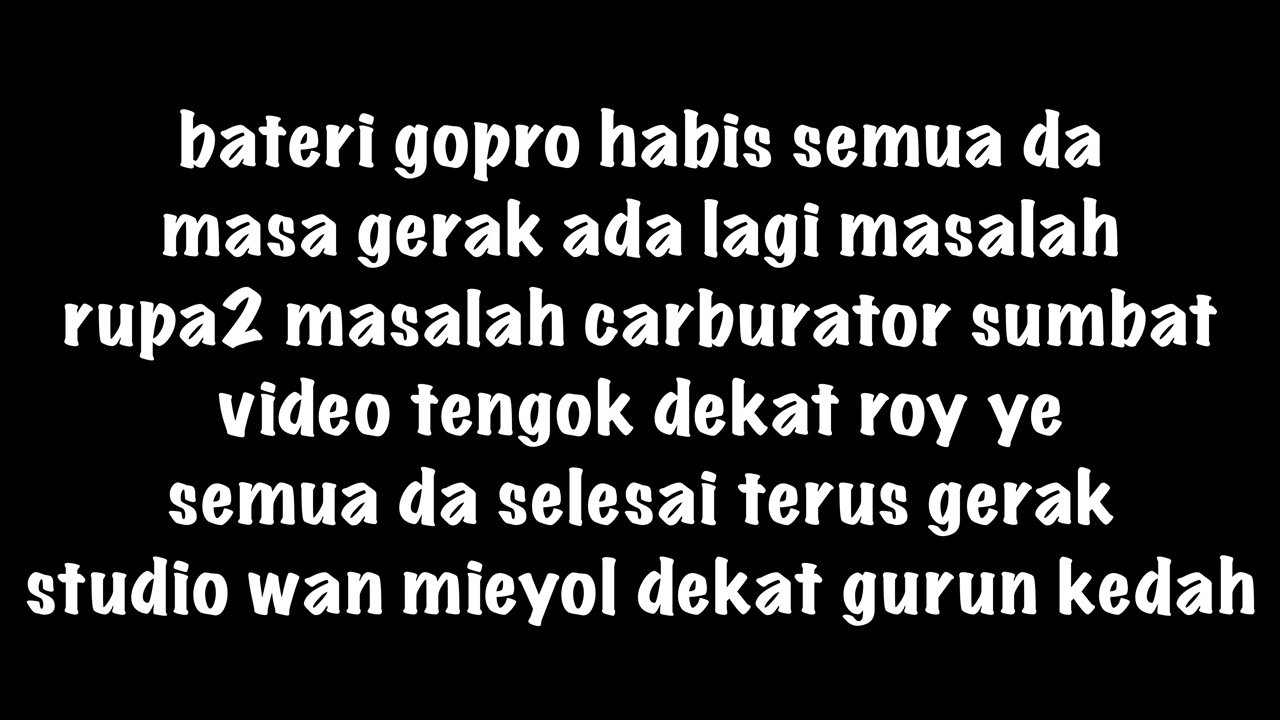 bateri gopro habis semua da
masa gerak ada lagi masalah
rupa2 masalah carburator sumbat
video tengok dekat roy ye
semua da selesai terus gerak
studio wan mieyol dekat gurun kedah